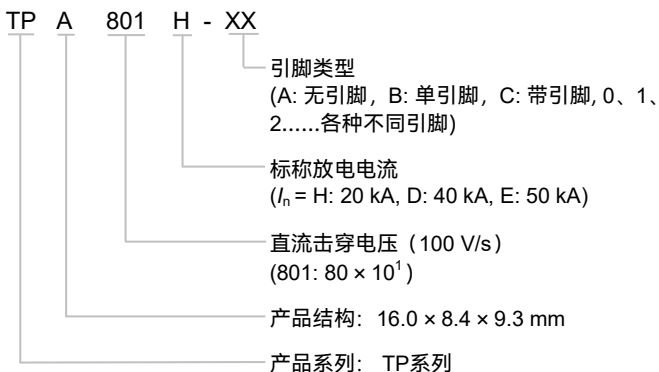 TP A 801 H - XX
引脚类型
(A: 无引脚，B: 单引脚，C: 带引脚, 0、1、
2......各种不同引脚)
标称放电电流
(Iₙ = H: 20 kA, D: 40 kA, E: 50 kA)
直流击穿电压（100 V/s）
(801: 80 × 10¹)
产品结构：16.0 × 8.4 × 9.3 mm
产品系列： TP系列